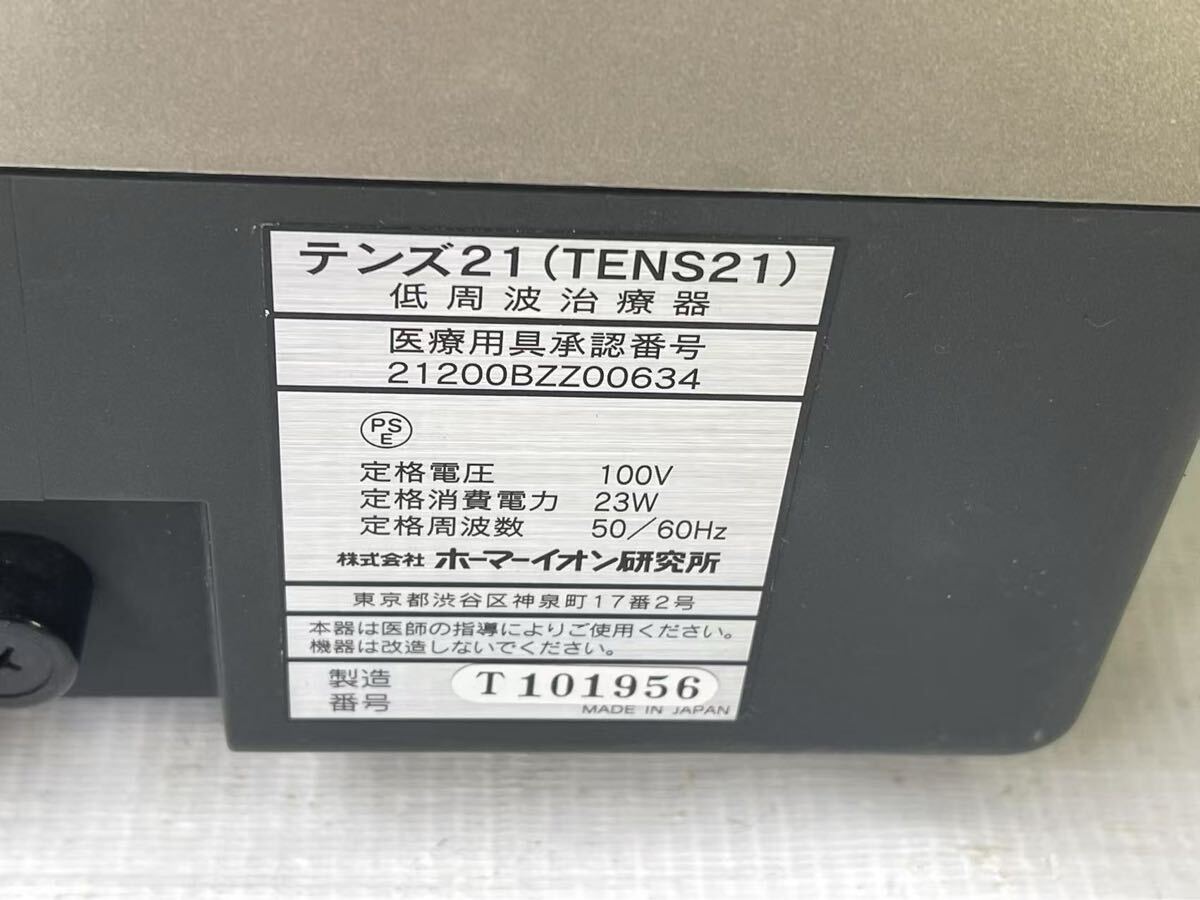 テンズ21(TENS21)
低周波治療器
医療用具承認番号
21200BZZ00634
PS
E
定格電圧 100V
定格消費電力 23W
定格周波数 50/60Hz
株式会社 ホーマーイオン研究所
東京都渋谷区神泉町17番2号
本器は医師の指導によりご使用ください。
機器は改造しないでください。
製造番号 T101956
MADE IN JAPAN